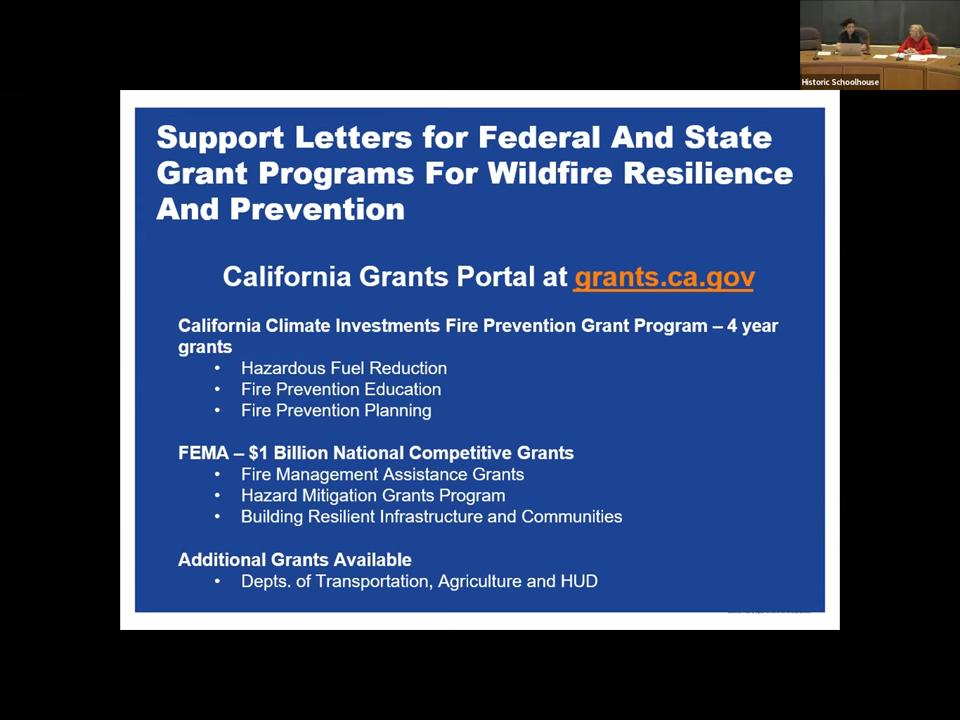 Historic Schoolhouse
Support Letters for Federal And State
Grant Programs For Wildfire Resilience
And Prevention
California Grants Portal at grants.ca.gov
California Climate Investments Fire Prevention Grant Program – 4 year
grants
• Hazardous Fuel Reduction
• Fire Prevention Education
• Fire Prevention Planning
FEMA – $1 Billion National Competitive Grants
• Fire Management Assistance Grants
• Hazard Mitigation Grants Program
• Building Resilient Infrastructure and Communities
Additional Grants Available
• Depts. of Transportation, Agriculture and HUD